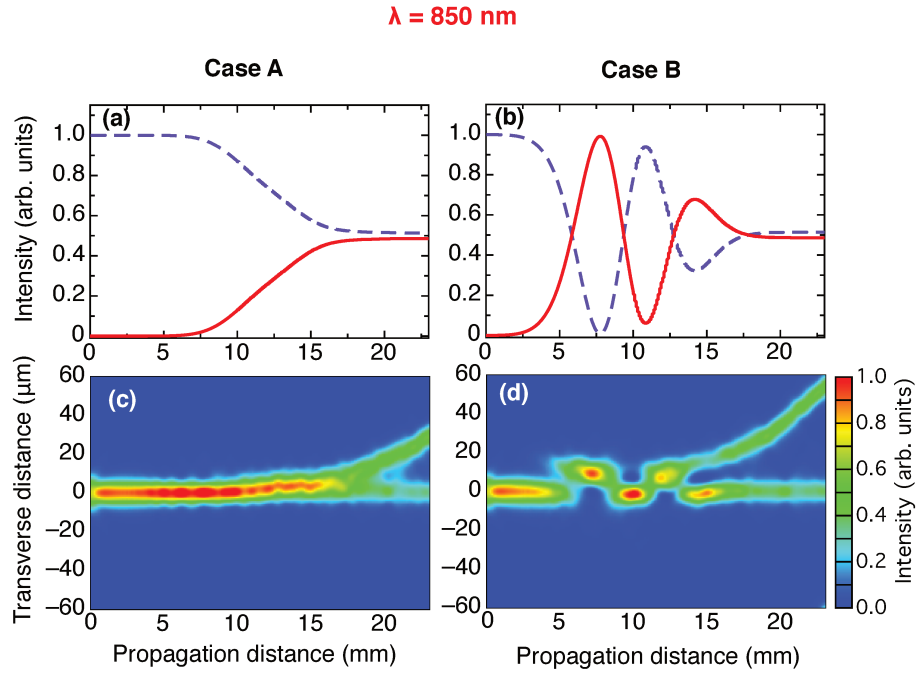 λ = 850 nm
Case A
Case B
(a)
(b)
Intensity (arb. units)
1.0
0.8
0.6
0.4
0.2
0
0 5 10 15 20
1.0
0.8
0.6
0.4
0.2
0
0 5 10 15 20
(c)
(d)
Transverse distance (μm)
60
40
20
0
−20
−40
−60
0 5 10 15 20
Propagation distance (mm)
60
40
20
0
−20
−40
−60
0 5 10 15 20
Propagation distance (mm)
1.0
0.8
0.6
0.4
0.2
0.0
Intensity (arb. units)